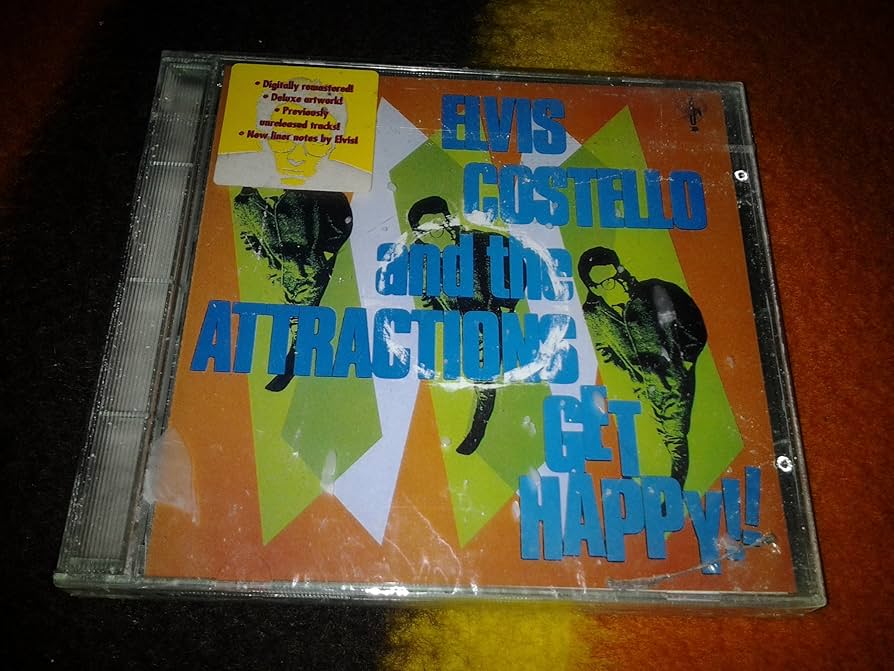 • Digitally remastered!
• Deluxe artwork!
• Previously
unreleased tracks!
• New liner notes by Elvis!
ELVIS
COSTELLO
and the
ATTRACTIONS
GET
HAPPY!!